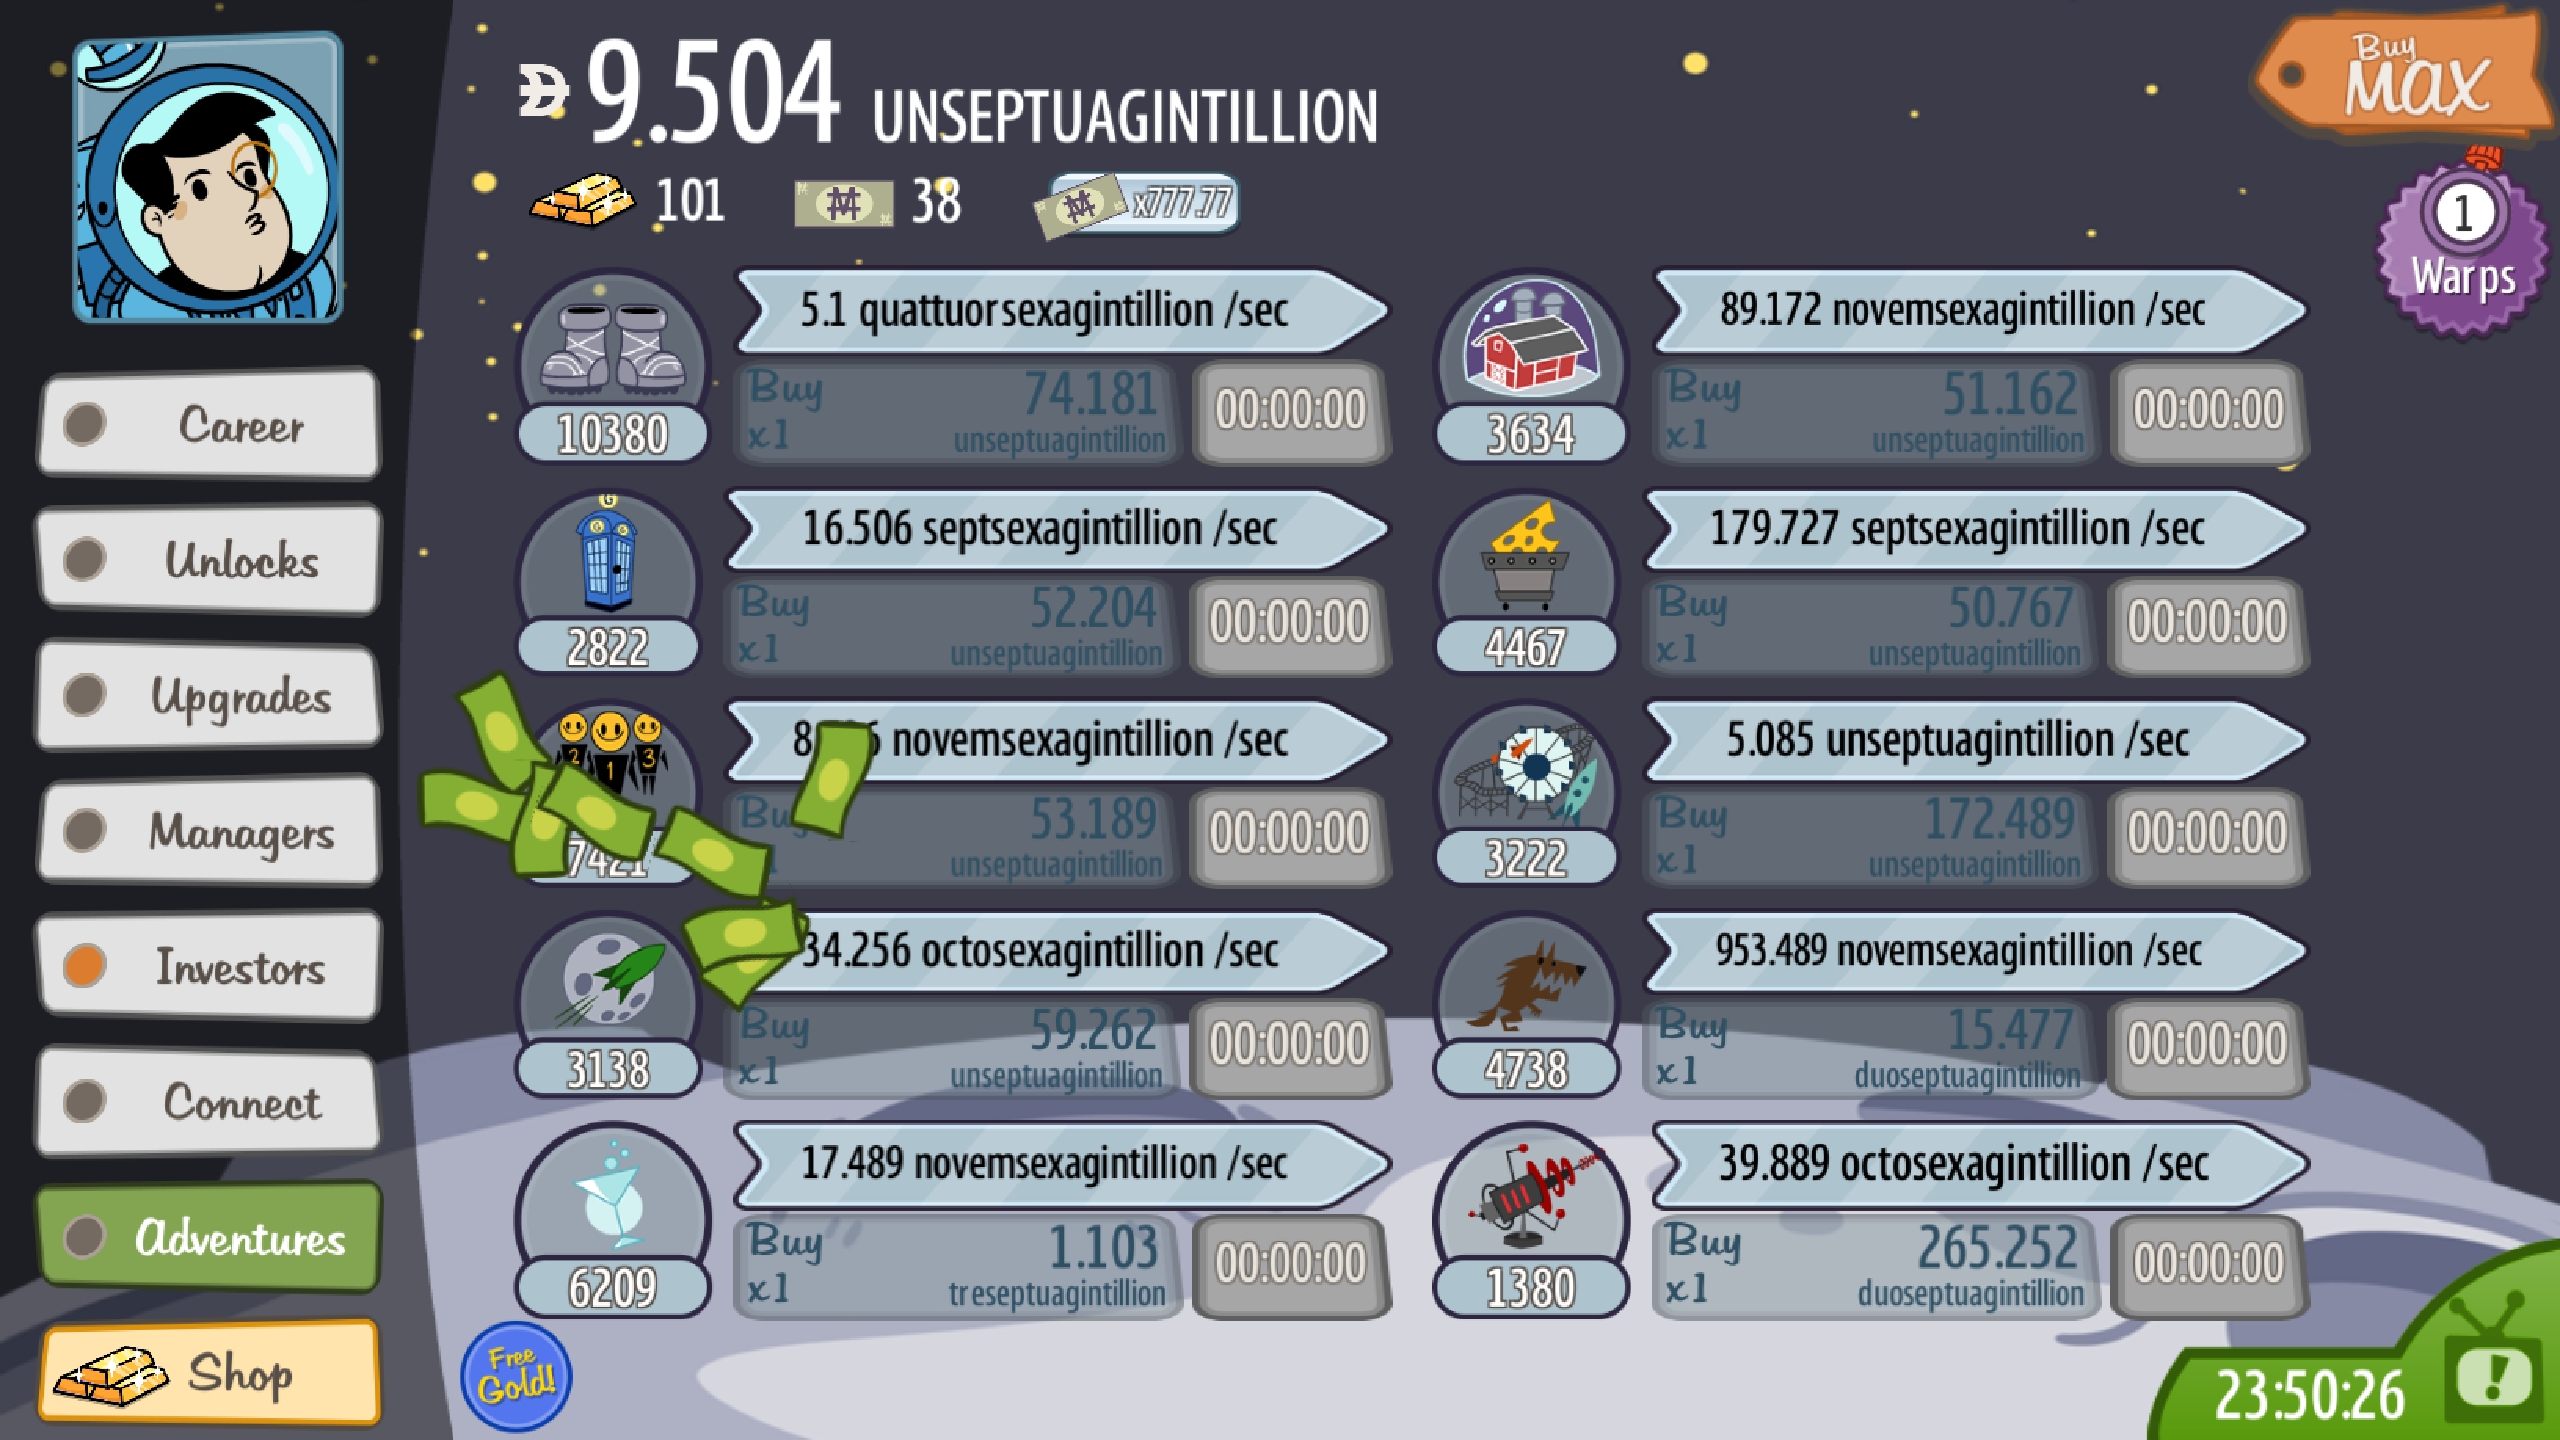 9.504 UNSEPTUAGINTILLION
Buy
MAX
101
38
x777.77
1
Warps
Career
Unlocks
Upgrades
Managers
Investors
Connect
Adventures
Shop
5.1 quattuorsexagintillion /sec
Buy 74.181
x1 unseptuagintillion
00:00:00
10380
89.172 novemsexagintillion /sec
Buy 51.162
x1 unseptuagintillion
00:00:00
3634
G
16.506 septsexagintillion /sec
Buy 52.204
x1 unseptuagintillion
00:00:00
2822
179.727 septsexagintillion /sec
Buy 50.767
x1 unseptuagintillion
00:00:00
4467
novemsexagintillion /sec
2 1 3
53.189
unseptuagintillion
00:00:00
7421
5.085 unseptuagintillion /sec
Buy 172.489
x1 unseptuagintillion
00:00:00
3222
34.256 octosexagintillion /sec
Buy 59.262
x1 unseptuagintillion
00:00:00
3138
953.489 novemsexagintillion /sec
Buy 15.477
x1 duoseptuagintillion
00:00:00
4738
17.489 novemsexagintillion /sec
Buy 1.103
x1 treseptuagintillion
00:00:00
6209
39.889 octosexagintillion /sec
Buy 265.252
x1 duoseptuagintillion
00:00:00
1380
Free
Gold!
23:50:26
!